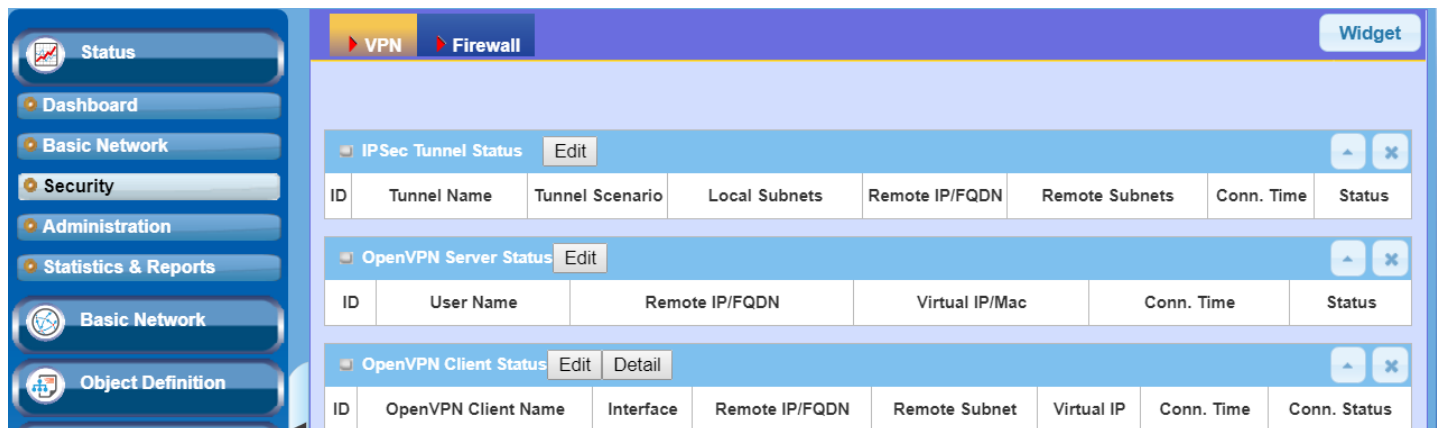 Status
Dashboard
Basic Network
Security
Administration
Statistics & Reports
Basic Network
Object Definition
VPN Firewall Widget
IPSec Tunnel Status Edit
ID Tunnel Name Tunnel Scenario Local Subnets Remote IP/FQDN Remote Subnets Conn. Time Status
OpenVPN Server Status Edit
ID User Name Remote IP/FQDN Virtual IP/Mac Conn. Time Status
OpenVPN Client Status Edit Detail
ID OpenVPN Client Name Interface Remote IP/FQDN Remote Subnet Virtual IP Conn. Time Conn. Status